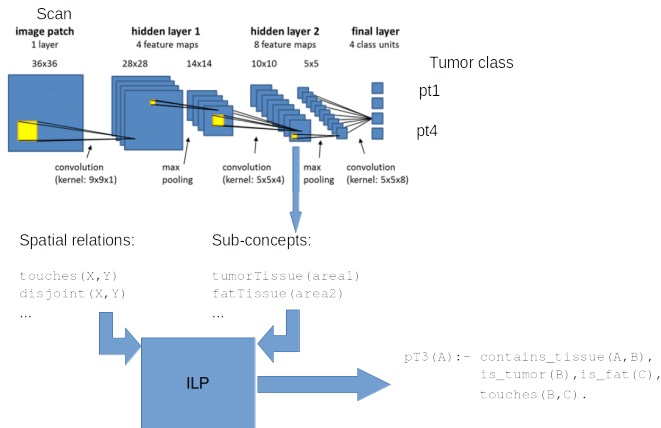 Scan
image patch
1 layer
36x36
hidden layer 1
4 feature maps
28x28
14x14
hidden layer 2
8 feature maps
10x10
5x5
final layer
4 class units
Tumor class
pt1
pt4
convolution
(kernel: 9x9x1)
max
pooling
convolution
(kernel: 5x5x4)
max
pooling
convolution
(kernel: 5x5x8)
Spatial relations:
touches(X,Y)
disjoint(X,Y)
...
Sub-concepts:
tumorTissue(area1)
fatTissue(area2)
...
ILP
pT3(A):- contains_tissue(A,B),
is_tumor(B),is_fat(C),
touches(B,C).